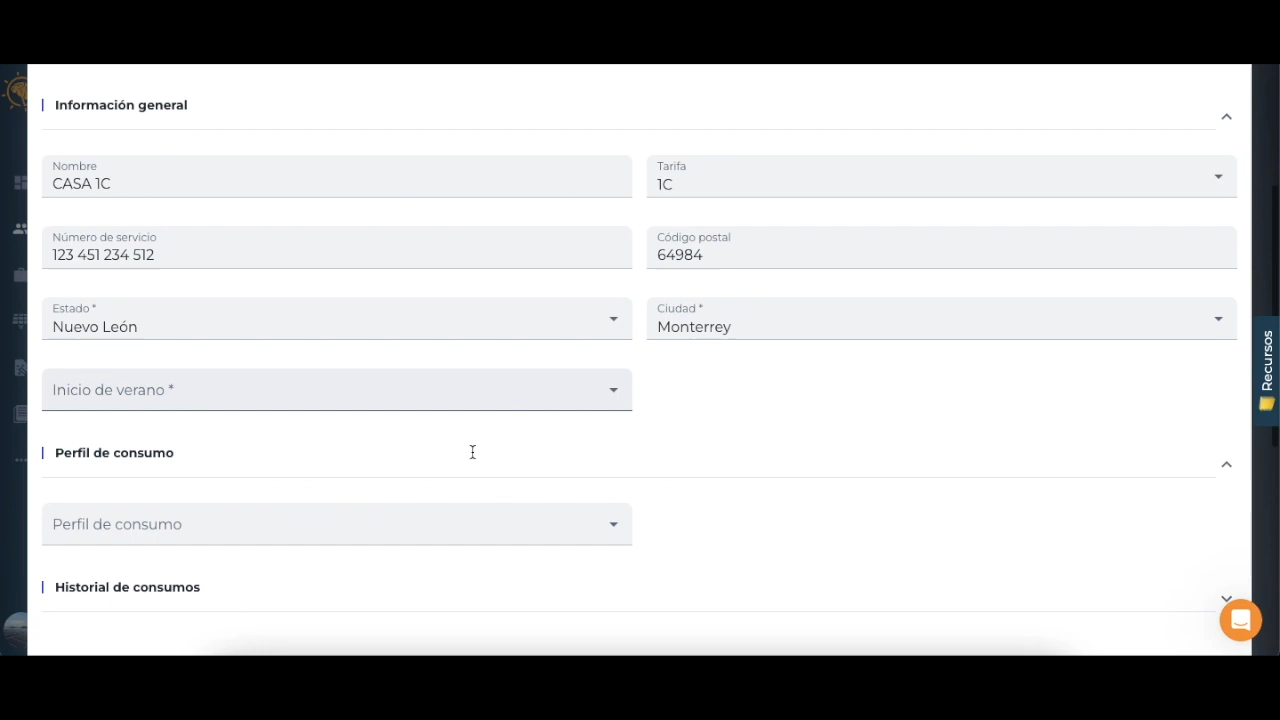 Información general
Nombre
CASA 1C
Tarifa
1C
Número de servicio
123 451 234 512
Código postal
64984
Estado *
Nuevo León
Ciudad *
Monterrey
Inicio de verano *
Perfil de consumo
Perfil de consumo
Historial de consumos
Recursos